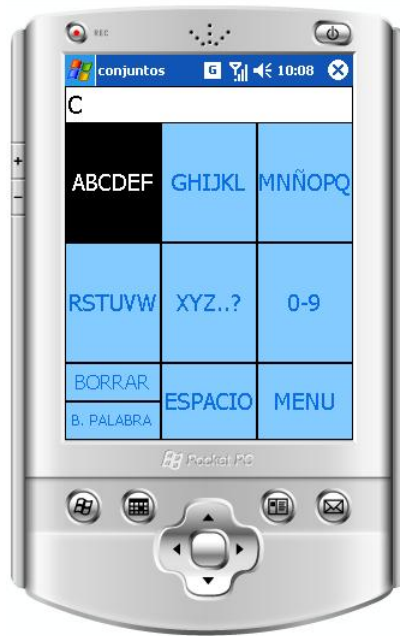 REC
conjuntos G 10:08
C
ABCDEF GHIJKL MNÑOPQ
+
−
RSTUVW XYZ..? 0-9
BORRAR
B. PALABRA
ESPACIO MENU
Pocket PC